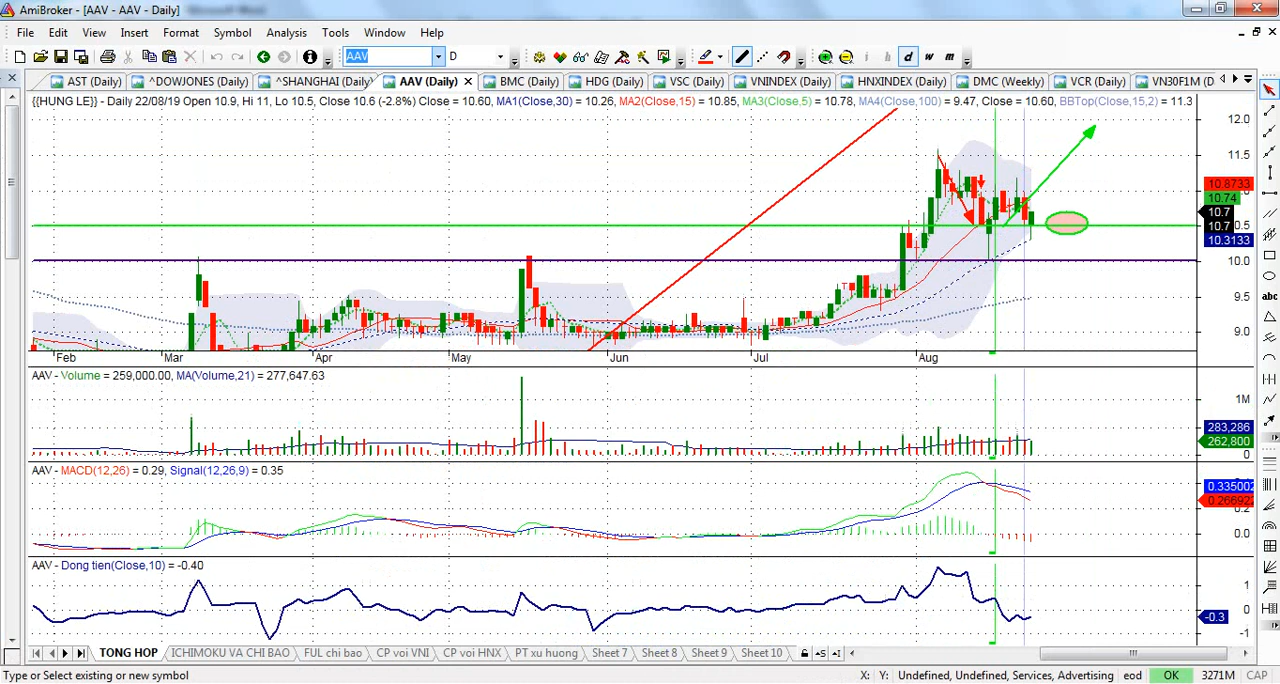 AmiBroker - [AAV - AAV - Daily]
File Edit View Insert Format Symbol Analysis Tools Window Help
AAV D i d w m
AST (Daily) ^DOWJONES (Daily) ^SHANGHAI (Daily) AAV (Daily) BMC (Daily) HDG (Daily) VSC (Daily) VNINDEX (Daily) HNXINDEX (Daily) DMC (Weekly) VCR (Daily) VN30F1M (D
{{HUNG LE}} - Daily 22/08/19 Open 10.9, Hi 11, Lo 10.5, Close 10.6 (-2.8%) Close = 10.60, MA1(Close,30) = 10.26, MA2(Close,15) = 10.85, MA3(Close,5) = 10.78, MA4(Close,100) = 9.47, Close = 10.60, BBTop(Close,15,2) = 11.3
12.0
11.5
10.8733
10.74
10.7
10.7
10.3133
10.0
9.5
9.0
abc
Feb Mar Apr May Jun Jul Aug
AAV - Volume = 259,000.00, MA(Volume,21) = 277,647.63
1M
283,286
262,800
0
AAV - MACD(12,26) = 0.29, Signal(12,26,9) = 0.35
0.335002
0.266922
0.2
0.0
AAV - Dong tien(Close,10) = -0.40
1
0
-0.3
-1
TONG HOP ICHIMOKU VA CHI BAO FUL chi bao CP voi VNI CP voi HNX PT xu huong Sheet 7 Sheet 8 Sheet 9 Sheet 10
Type or Select existing or new symbol X: Y: Undefined, Undefined, Services, Advertising eod OK 3271M CAP